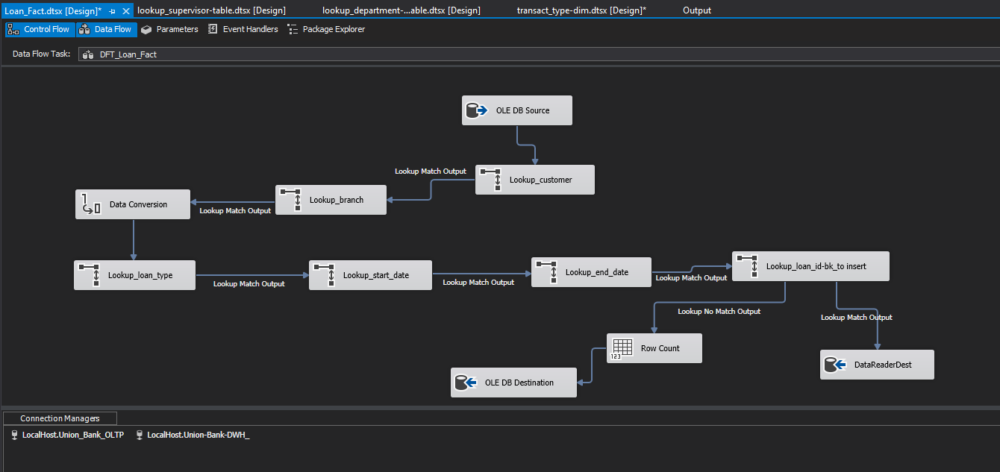 Loan_Fact.dtsx [Design]*
lookup_supervisor-table.dtsx [Design]
lookup_department-...able.dtsx [Design]
transact_type-dim.dtsx [Design]*
Output
Control Flow
Data Flow
Parameters
Event Handlers
Package Explorer
Data Flow Task:
DFT_Loan_Fact
OLE DB Source
Lookup Match Output
Lookup_customer
Lookup_branch
Data Conversion
Lookup Match Output
Lookup_loan_type
Lookup Match Output
Lookup_start_date
Lookup Match Output
Lookup_end_date
Lookup Match Output
Lookup_loan_id-bk_to insert
Lookup No Match Output
Lookup Match Output
Row Count
123
DataReaderDest
OLE DB Destination
Connection Managers
LocalHost.Union_Bank_OLTP
LocalHost.Union-Bank-DWH_